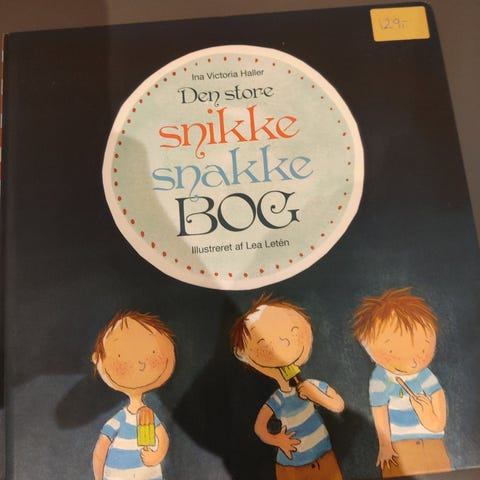 129,-
Ina Victoria Haller
Den store
snikke
snakke
BOG
Illustreret af Lea Letén